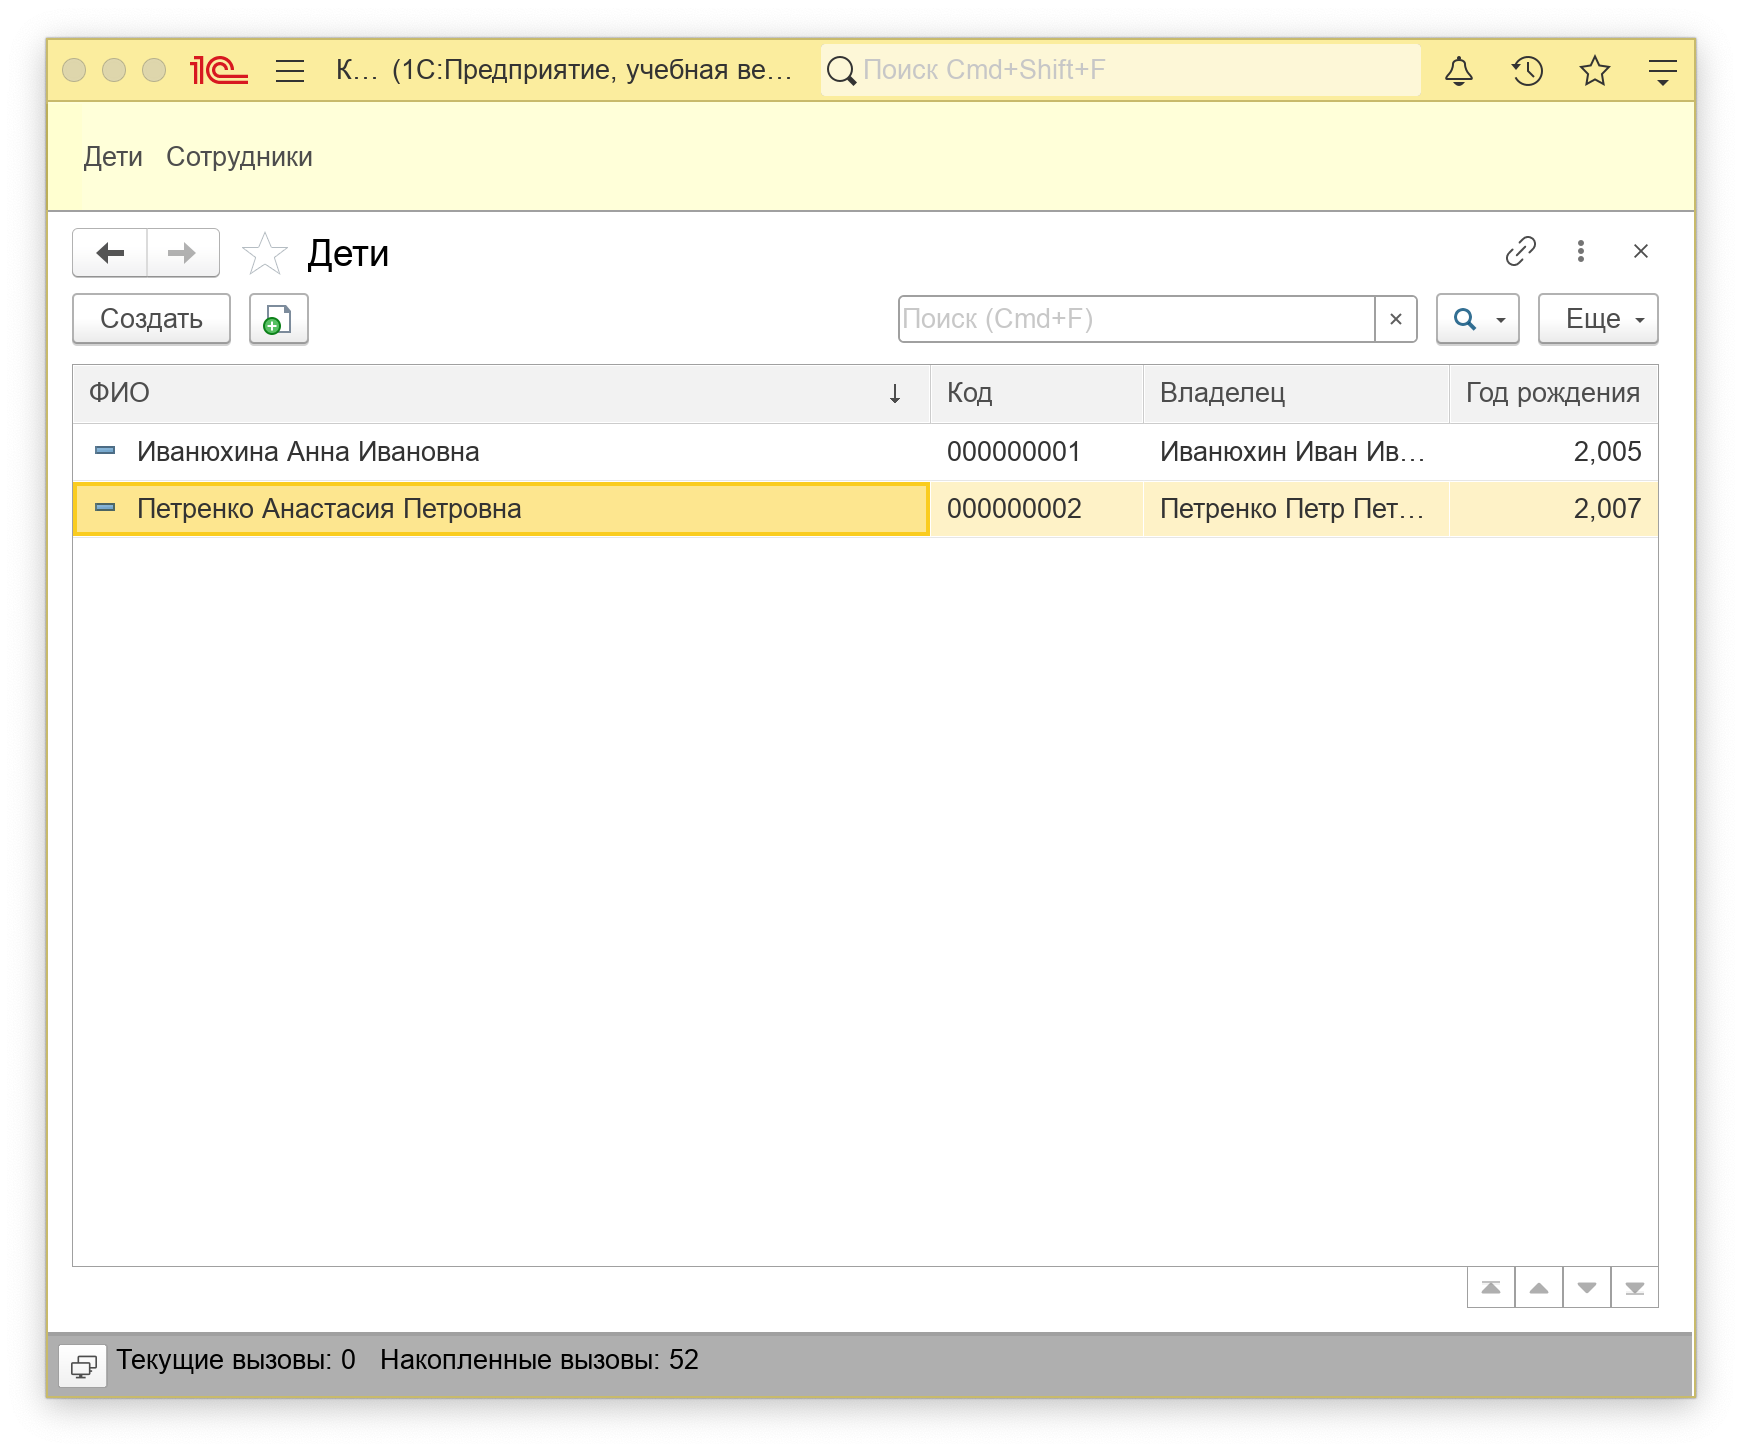 1С К... (1С:Предприятие, учебная ве... Поиск Cmd+Shift+F
Дети Сотрудники
Дети
Создать Поиск (Cmd+F) × Еще
ФИО ↓ Код Владелец Год рождения
Иванюхина Анна Ивановна 000000001 Иванюхин Иван Ив... 2,005
Петренко Анастасия Петровна 000000002 Петренко Петр Пет... 2,007
Текущие вызовы: 0 Накопленные вызовы: 52